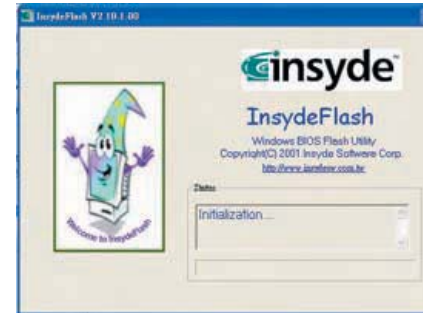 InsydeFlash V2.10.1.00
insyde
InsydeFlash
Windows BIOS Flash Utility
Copyright(C) 2001 Insyde Software Corp.
Status
Initialization...
Welcome to InsydeFlash